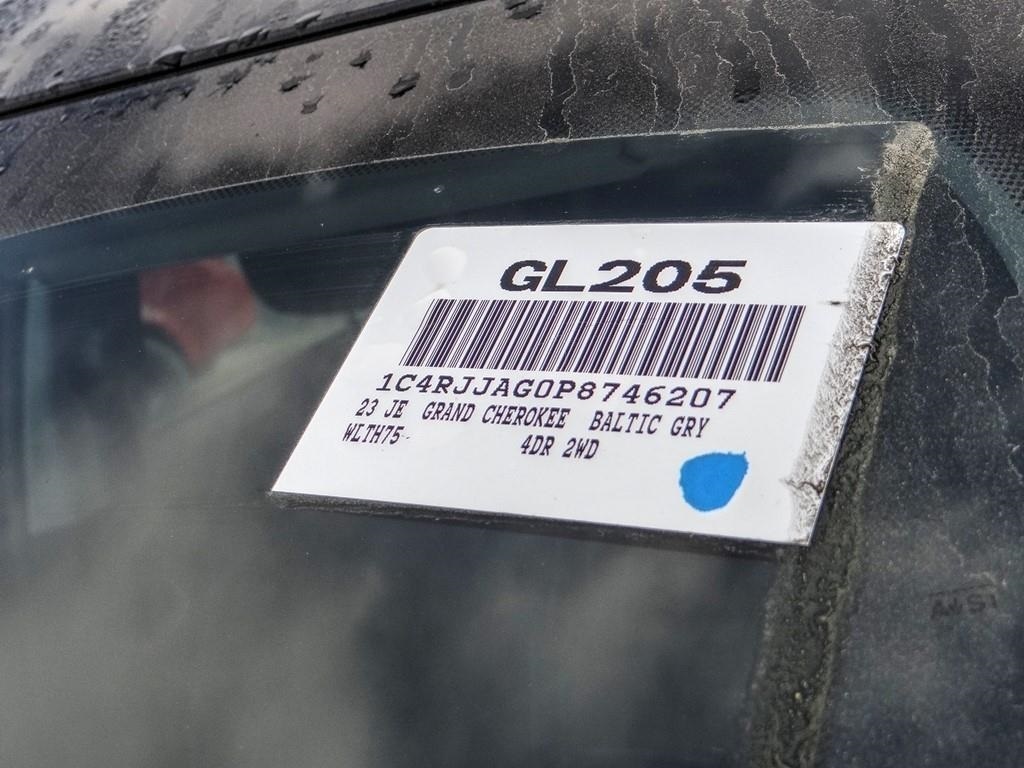 GL205
1C4RJJAG0P8746207
23 JE GRAND CHEROKEE BALTIC GRY
WLTH75 4DR 2WD